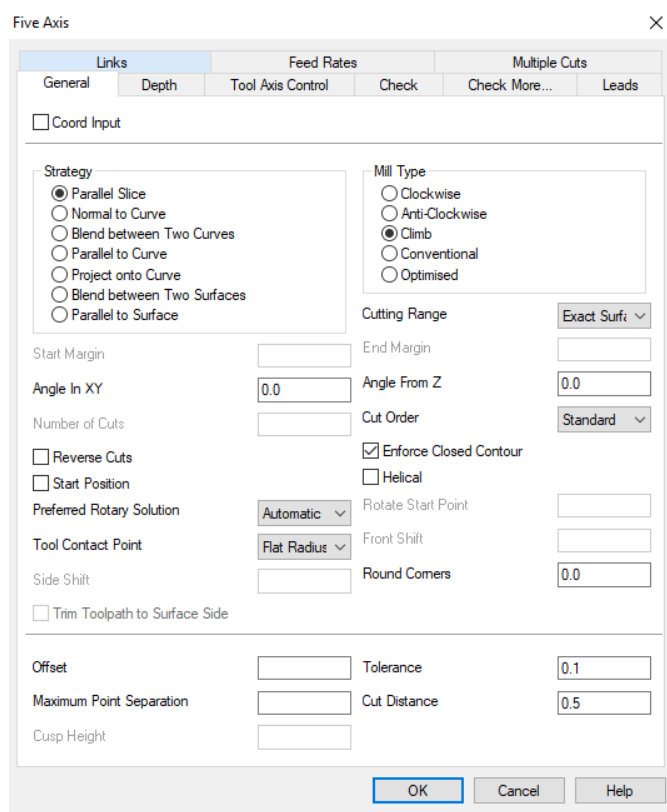 Five Axis
Links Feed Rates Multiple Cuts
General Depth Tool Axis Control Check Check More... Leads
Coord Input
Strategy
Parallel Slice
Normal to Curve
Blend between Two Curves
Parallel to Curve
Project onto Curve
Blend between Two Surfaces
Parallel to Surface
Mill Type
Clockwise
Anti-Clockwise
Climb
Conventional
Optimised
Cutting Range Exact Surfa
Start Margin End Margin
Angle In XY 0.0 Angle From Z 0.0
Number of Cuts Cut Order Standard
Reverse Cuts Enforce Closed Contour
Start Position Helical
Preferred Rotary Solution Automatic Rotate Start Point
Tool Contact Point Flat Radius Front Shift
Side Shift Round Corners 0.0
Trim Toolpath to Surface Side
Offset Tolerance 0.1
Maximum Point Separation Cut Distance 0.5
Cusp Height
OK Cancel Help